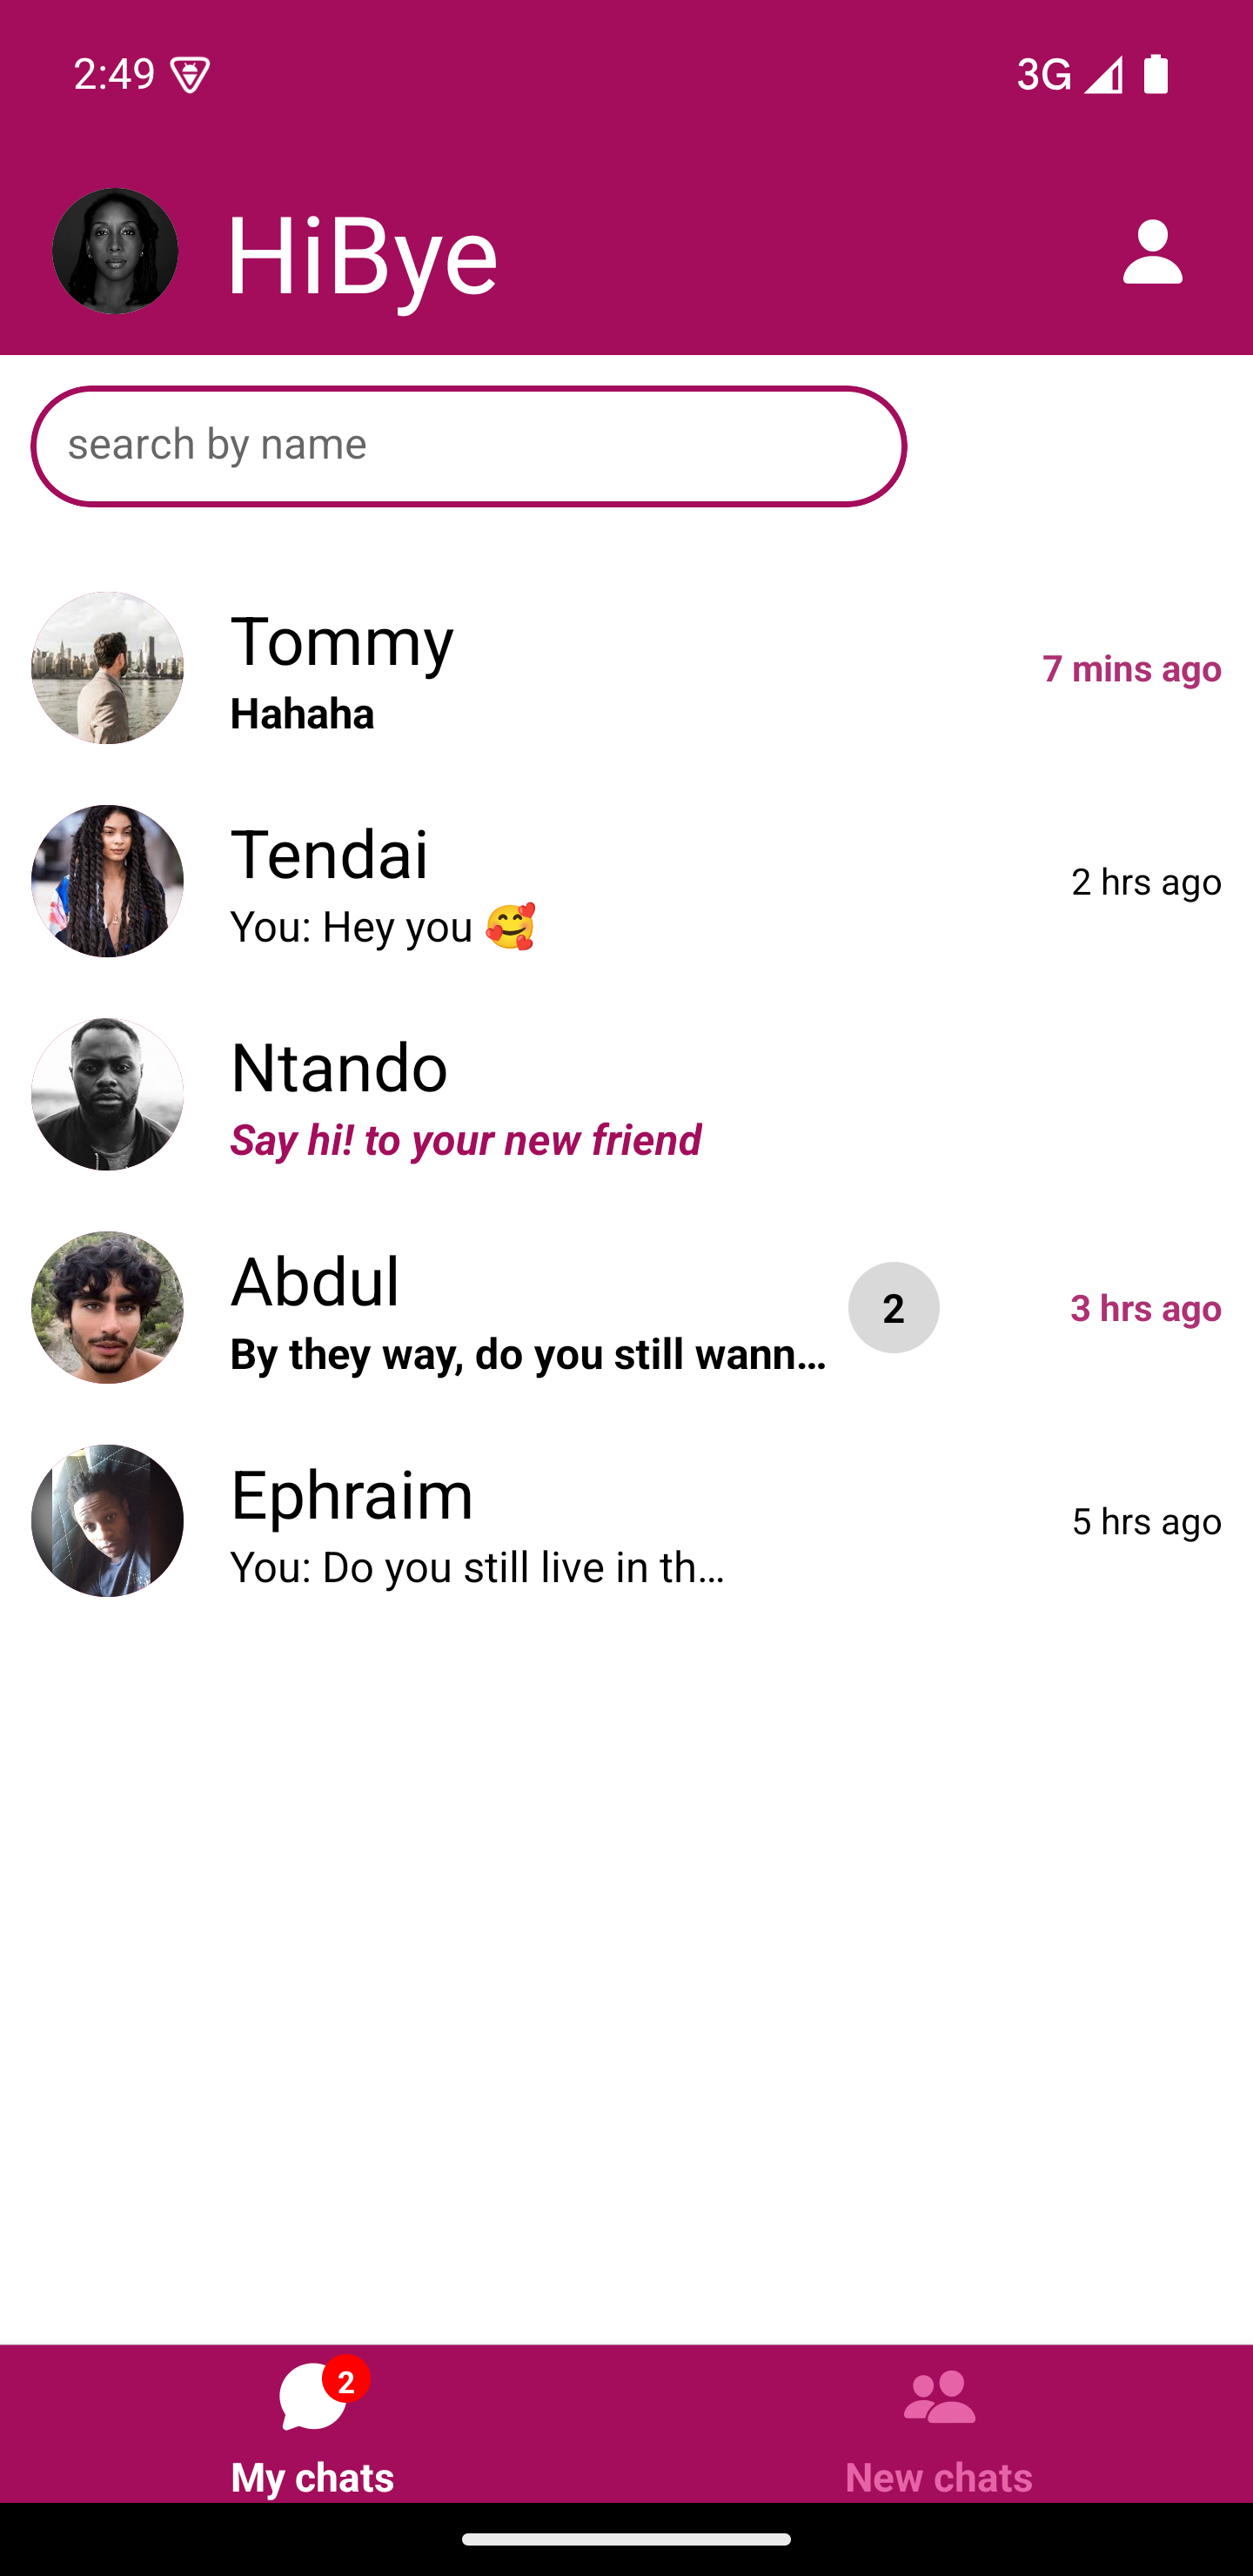 2:49
3G
HiBye
search by name
Tommy
7 mins ago
Hahaha
Tendai
2 hrs ago
You: Hey you 🥰
Ntando
Say hi! to your new friend
Abdul
2
3 hrs ago
By they way, do you still wann...
Ephraim
5 hrs ago
You: Do you still live in th...
2
My chats
New chats